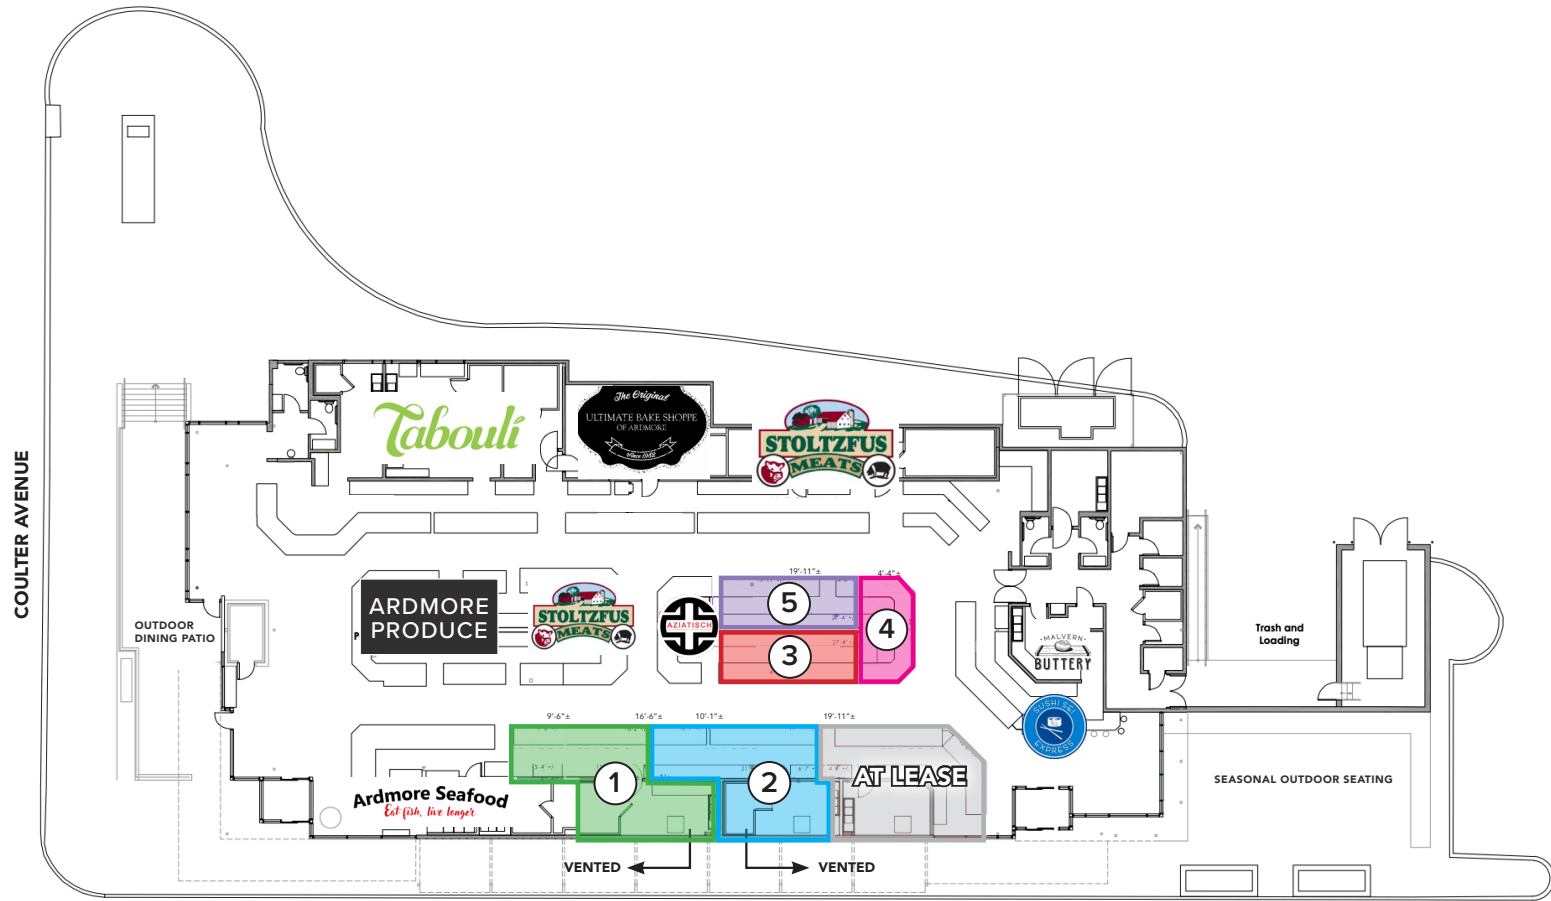 COULTER AVENUE
Tabouli
The Original
ULTIMATE BAKE SHOPPE
OF ARDMORE
Since 1982
STOLTZFUS
MEATS
OUTDOOR
DINING PATIO
P
ARDMORE
PRODUCE
STOLTZFUS
MEATS
AZIATISCH
19'-11"±
4'-4"±
5
3
4
27'-4"
MALVERN
BUTTERY
Trash and
Loading
SUSHI SEI
EXPRESS
9'-6"±
16'-6"±
10'-1"±
19'-11"±
1
2
AT LEASE
Ardmore Seafood
Eat fish, live longer
SEASONAL OUTDOOR SEATING
VENTED
VENTED